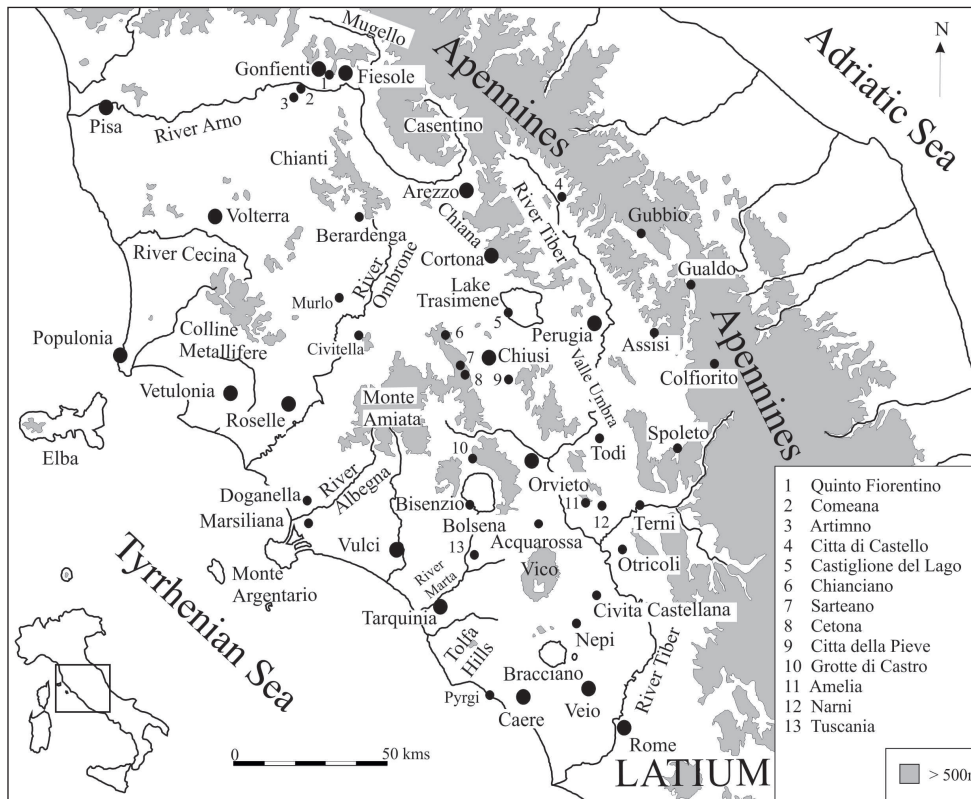 Mugello
N
Gonfienti
Fiesole
1
2
3
Apennines
Adriatic Sea
Pisa
River Arno
Casentino
Chianti
Arezzo
4
River Tiber
Volterra
Berardenga
Chiana
Gubbio
River Cecina
River
Ombrone
Cortona
Gualdo
Murlo
Lake
Trasimene
5
Colline
Metallifere
Civitella
6
Perugia
Assisi
Apennines
Populonia
7
8
Chiusi
9
Colfiorito
Vetulonia
Roselle
Monte
Amiata
Valle Umbra
Elba
10
Orvieto
Todi
Spoleto
Doganella
River
Albegna
Marsiliana
Bisenzio
Bolsena
11
12
Terni
Acquarossa
Vulci
13
Vico
Otricoli
Monte
Argentario
River
Marta
Tarquinia
Civita Castellana
Tyrrhenian Sea
Tolfa
Hills
Nepi
Bracciano
River Tiber
Pyrgi
Caere
Veio
Rome
LATIUM
0
50 kms
1 Quinto Fiorentino
2 Comeana
3 Artimno
4 Citta di Castello
5 Castiglione del Lago
6 Chianciano
7 Sarteano
8 Cetona
9 Citta della Pieve
10 Grotte di Castro
11 Amelia
12 Narni
13 Tuscania
> 500m